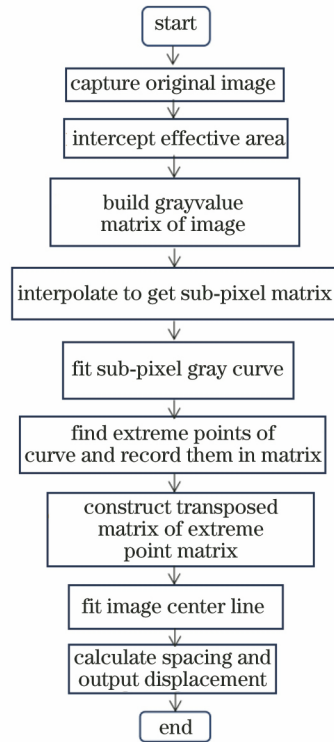 start
capture original image
intercept effective area
build grayvalue
matrix of image
interpolate to get sub-pixel matrix
fit sub-pixel gray curve
find extreme points of
curve and record them in matrix
construct transposed
matrix of extreme
point matrix
fit image center line
calculate spacing and
output displacement
end